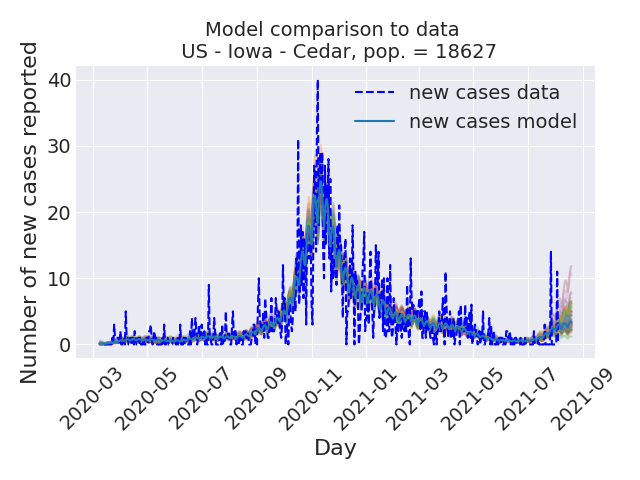 Model comparison to data
US - Iowa - Cedar, pop. = 18627
Number of new cases reported
40
30
20
10
0
new cases data
new cases model
2020-03
2020-05
2020-07
2020-09
2020-11
2021-01
2021-03
2021-05
2021-07
2021-09
Day